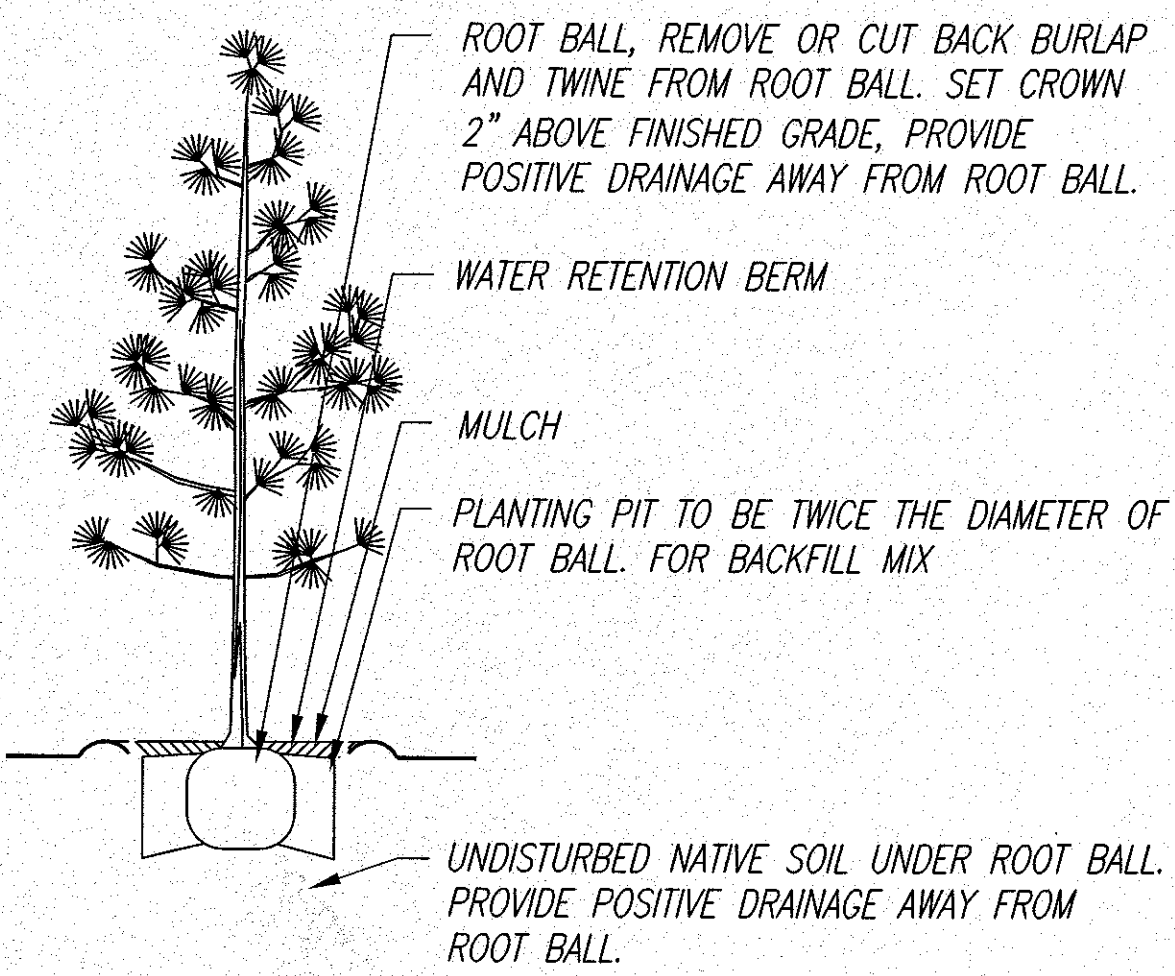 ROOT BALL, REMOVE OR CUT BACK BURLAP
AND TWINE FROM ROOT BALL. SET CROWN
2" ABOVE FINISHED GRADE, PROVIDE
POSITIVE DRAINAGE AWAY FROM ROOT BALL.
WATER RETENTION BERM
MULCH
PLANTING PIT TO BE TWICE THE DIAMETER OF
ROOT BALL. FOR BACKFILL MIX
UNDISTURBED NATIVE SOIL UNDER ROOT BALL.
PROVIDE POSITIVE DRAINAGE AWAY FROM
ROOT BALL.